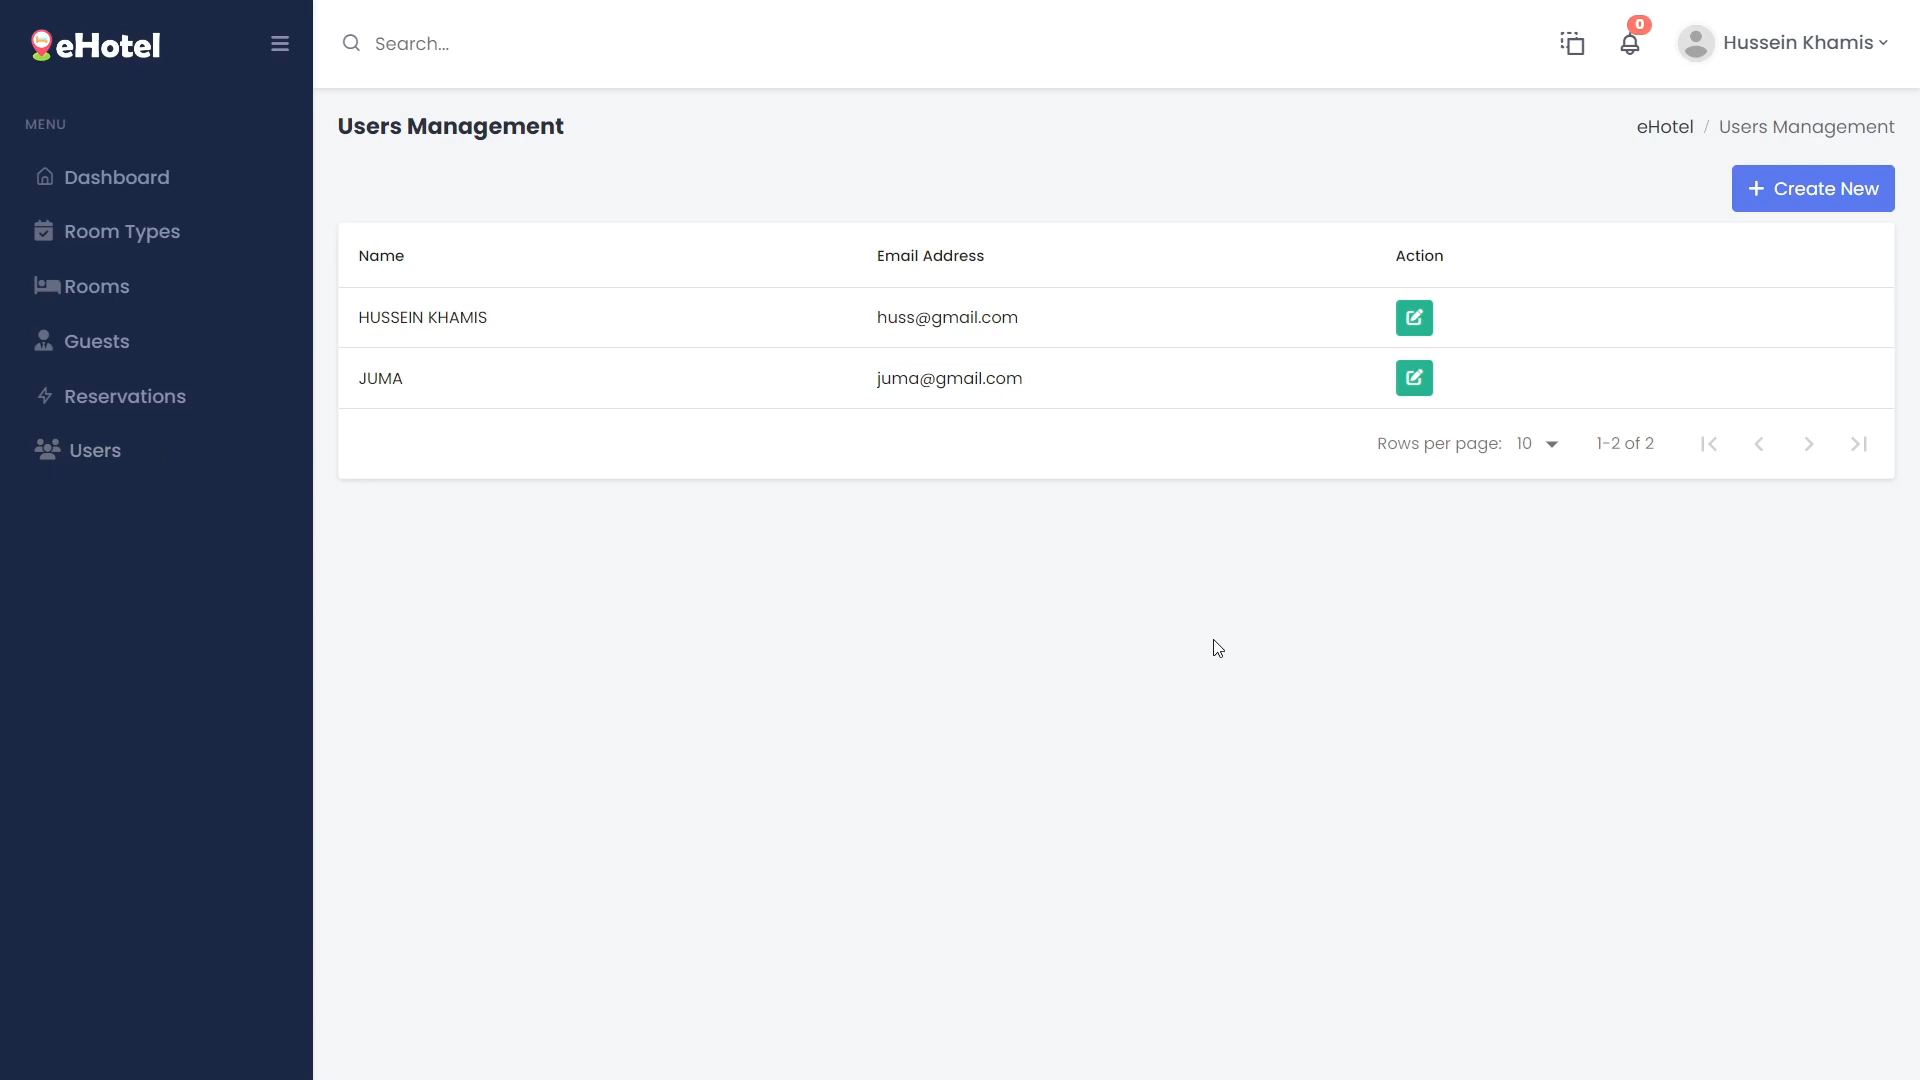 eHotel
Search...
0
Hussein Khamis
MENU
Dashboard
Room Types
Rooms
Guests
Reservations
Users
Users Management
eHotel / Users Management
+ Create New
Name Email Address Action
HUSSEIN KHAMIS huss@gmail.com
JUMA juma@gmail.com
Rows per page: 10 1-2 of 2